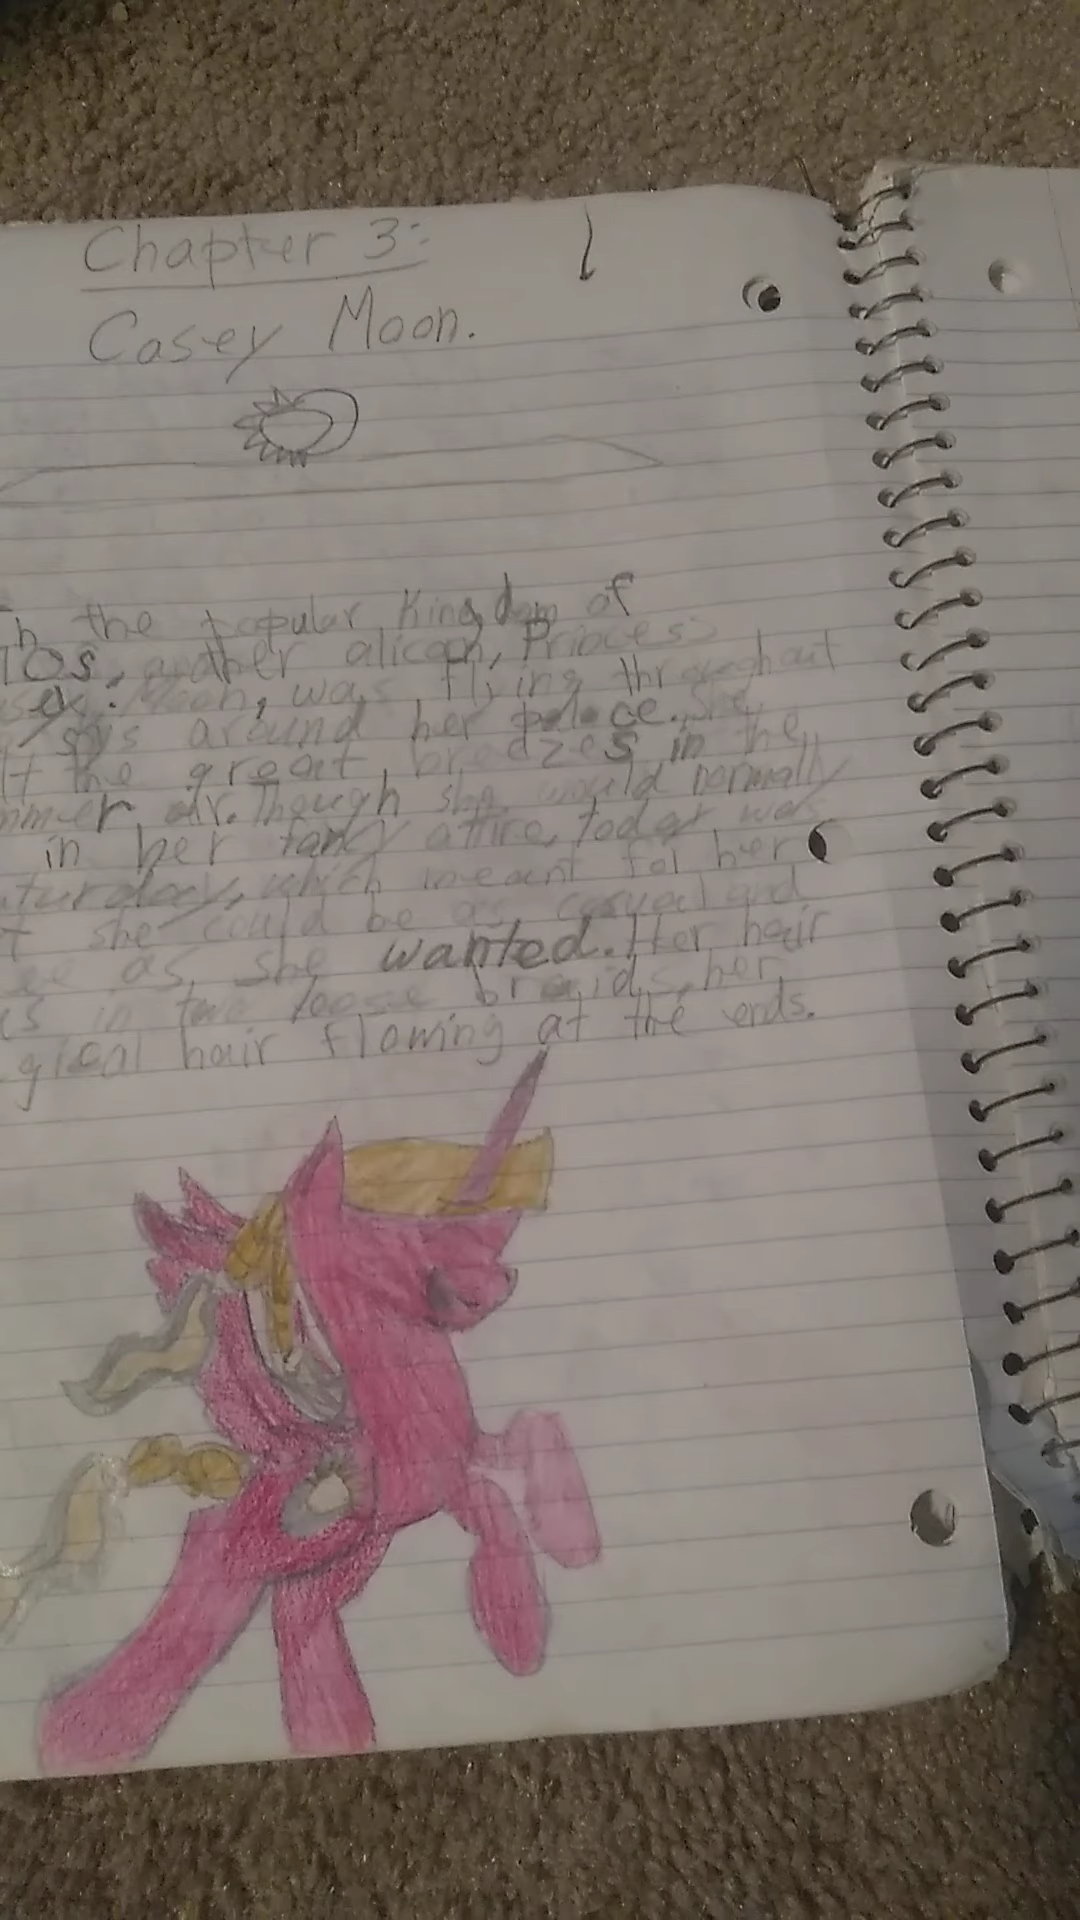 Chapter 3:
Casey Moon.
the popular Kingdom of
another alicorn, Princess
Moon, was flying throughout
around her palace. She
the great breezes in the
air. Though she would normally
in her fancy attire, today was
which meant for her
she could be as casual and
as she wanted. Her hair
in two loose braids, her
hair flowing at the ends.